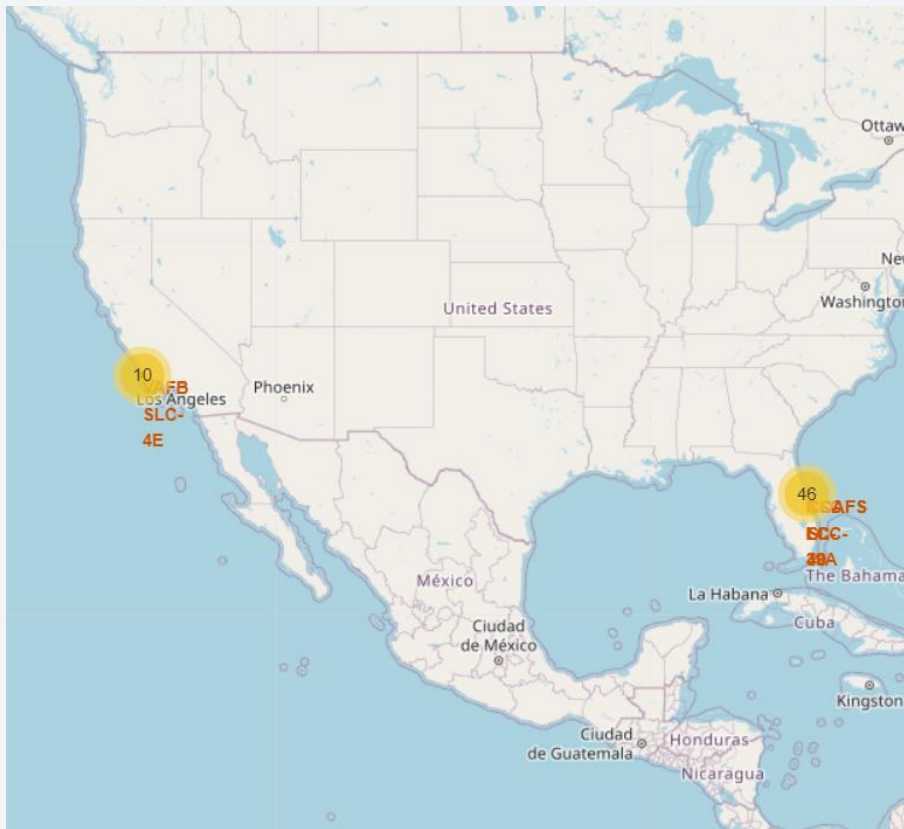 Ottaw
New
Washington
United States
10
VAFB
Los Angeles
SLC-
4E
Phoenix
46
México
The Bahama
La Habana
Cuba
Ciudad
de México
Kingston
Ciudad
de Guatemala
Honduras
Nicaragua